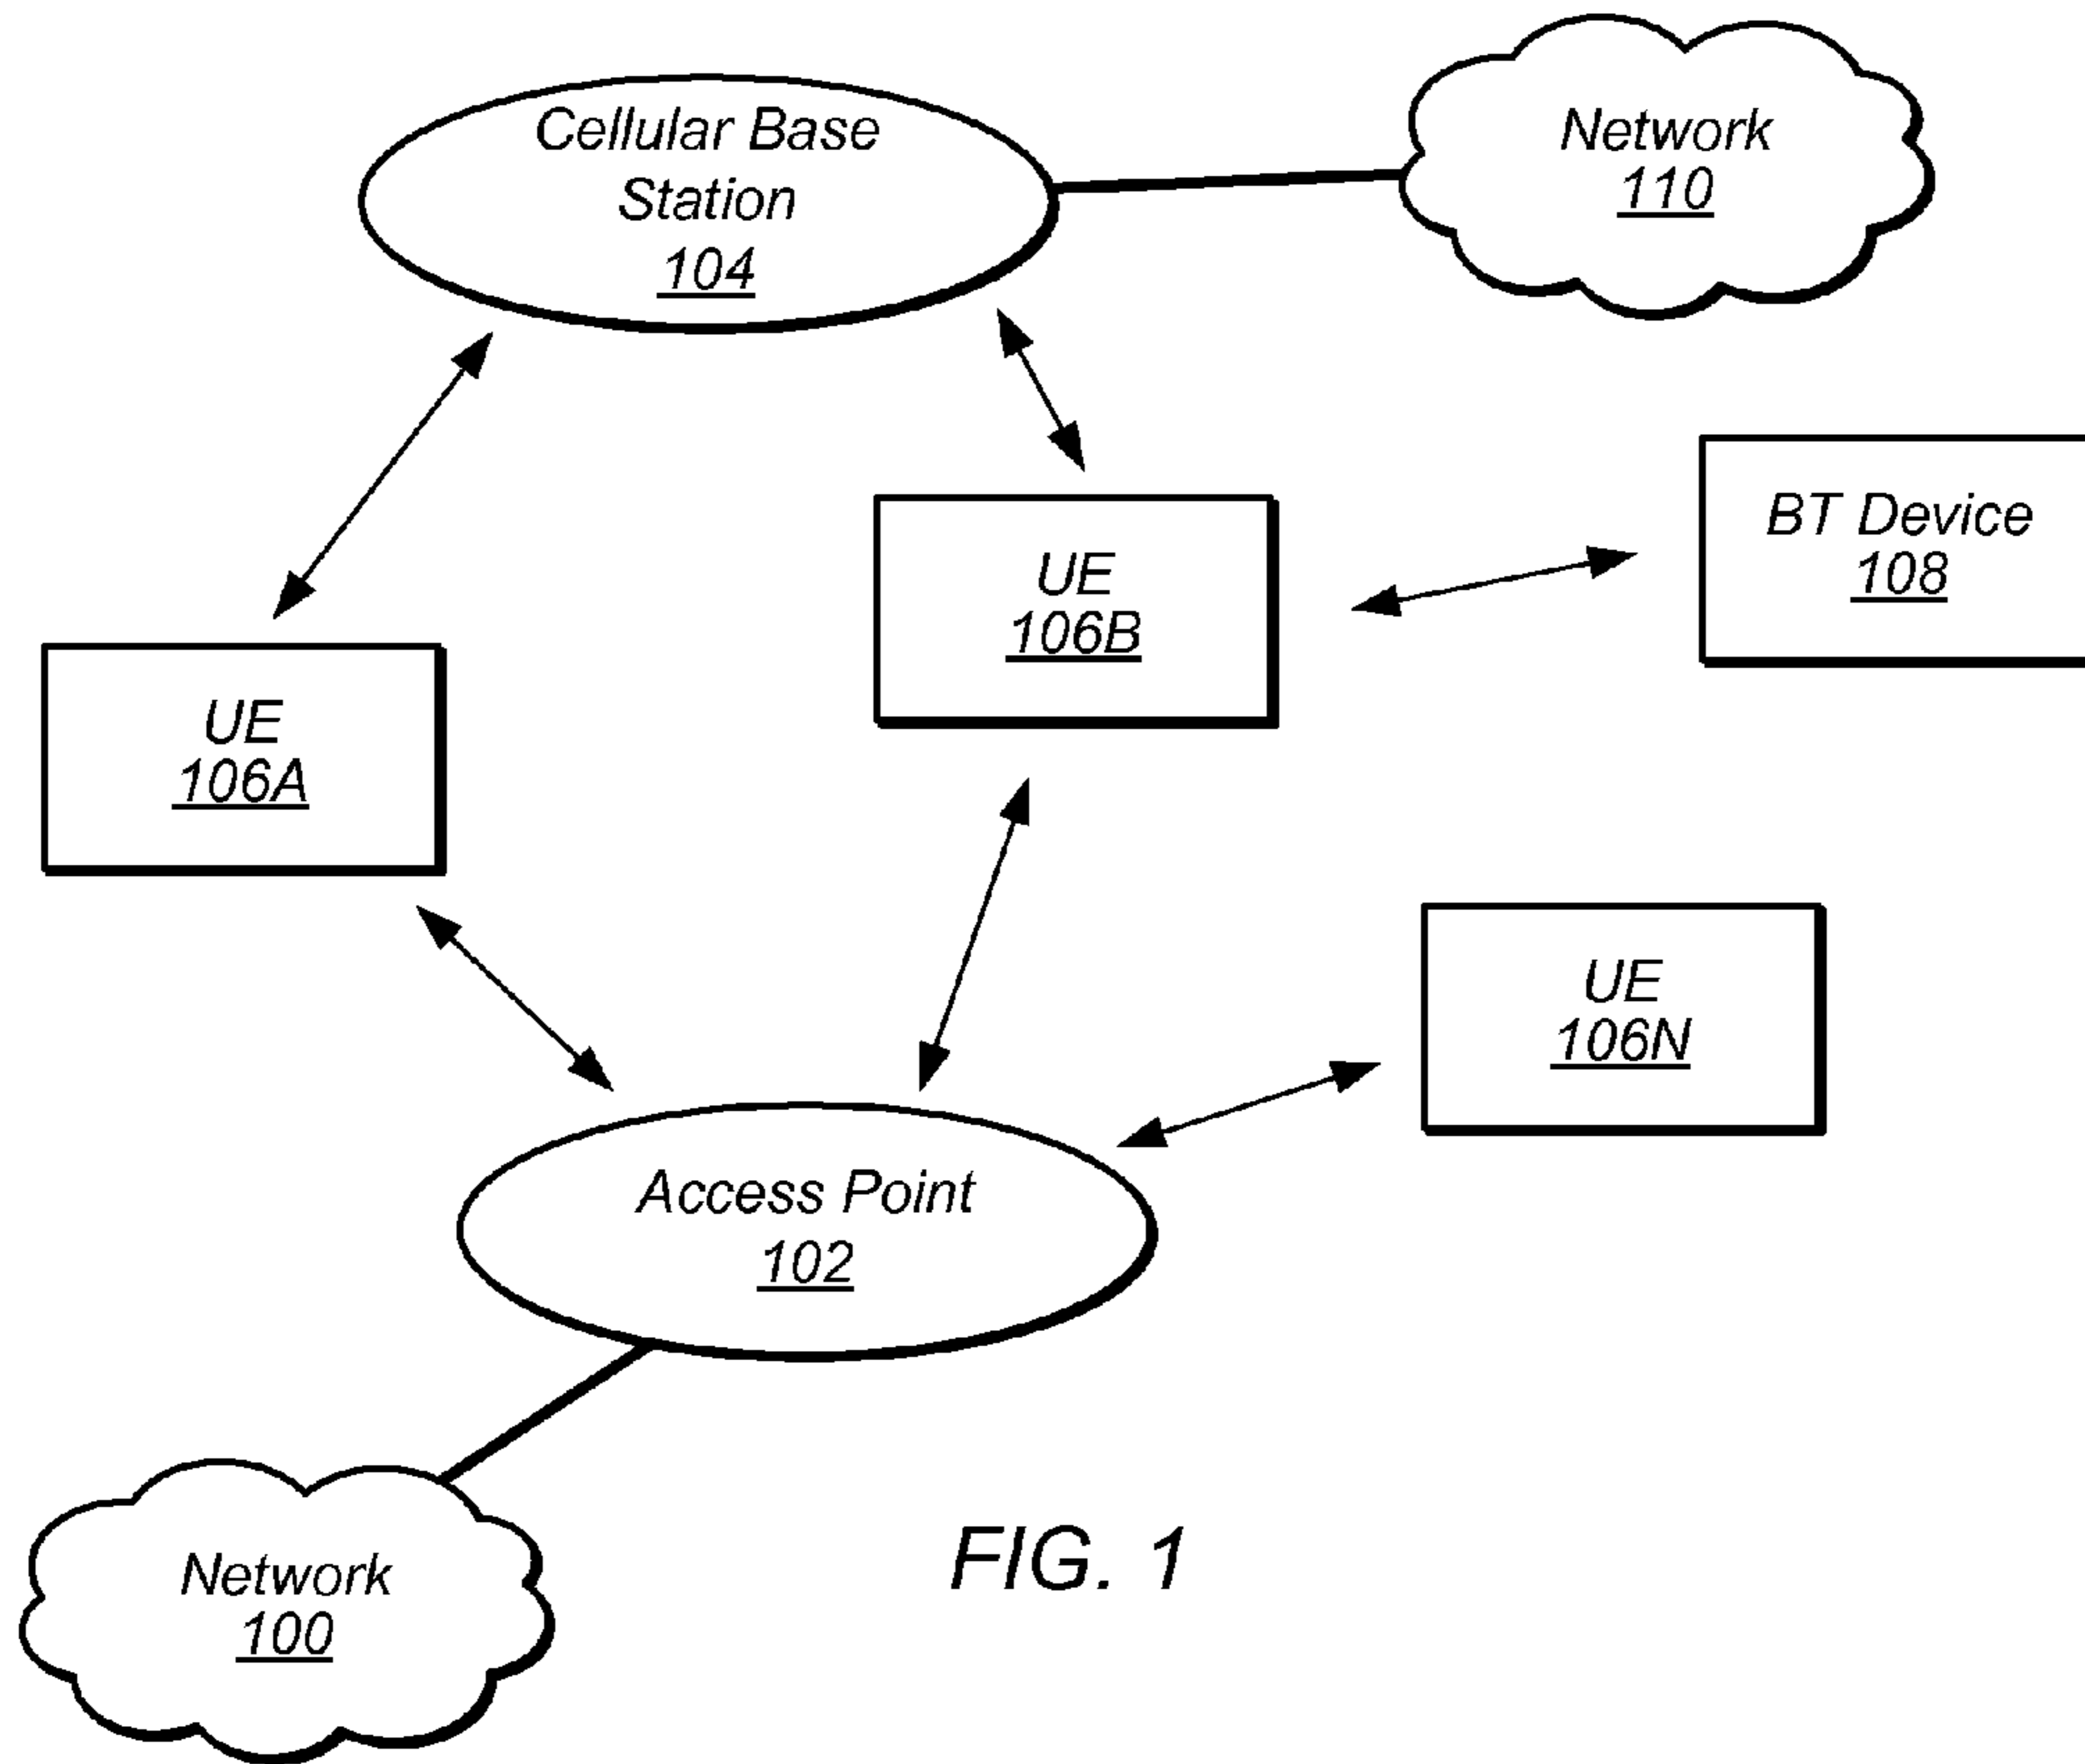 Cellular Base
Station
104
Network
110
BT Device
108
UE
106B
UE
106A
UE
106N
Access Point
102
Network
100
FIG. 1